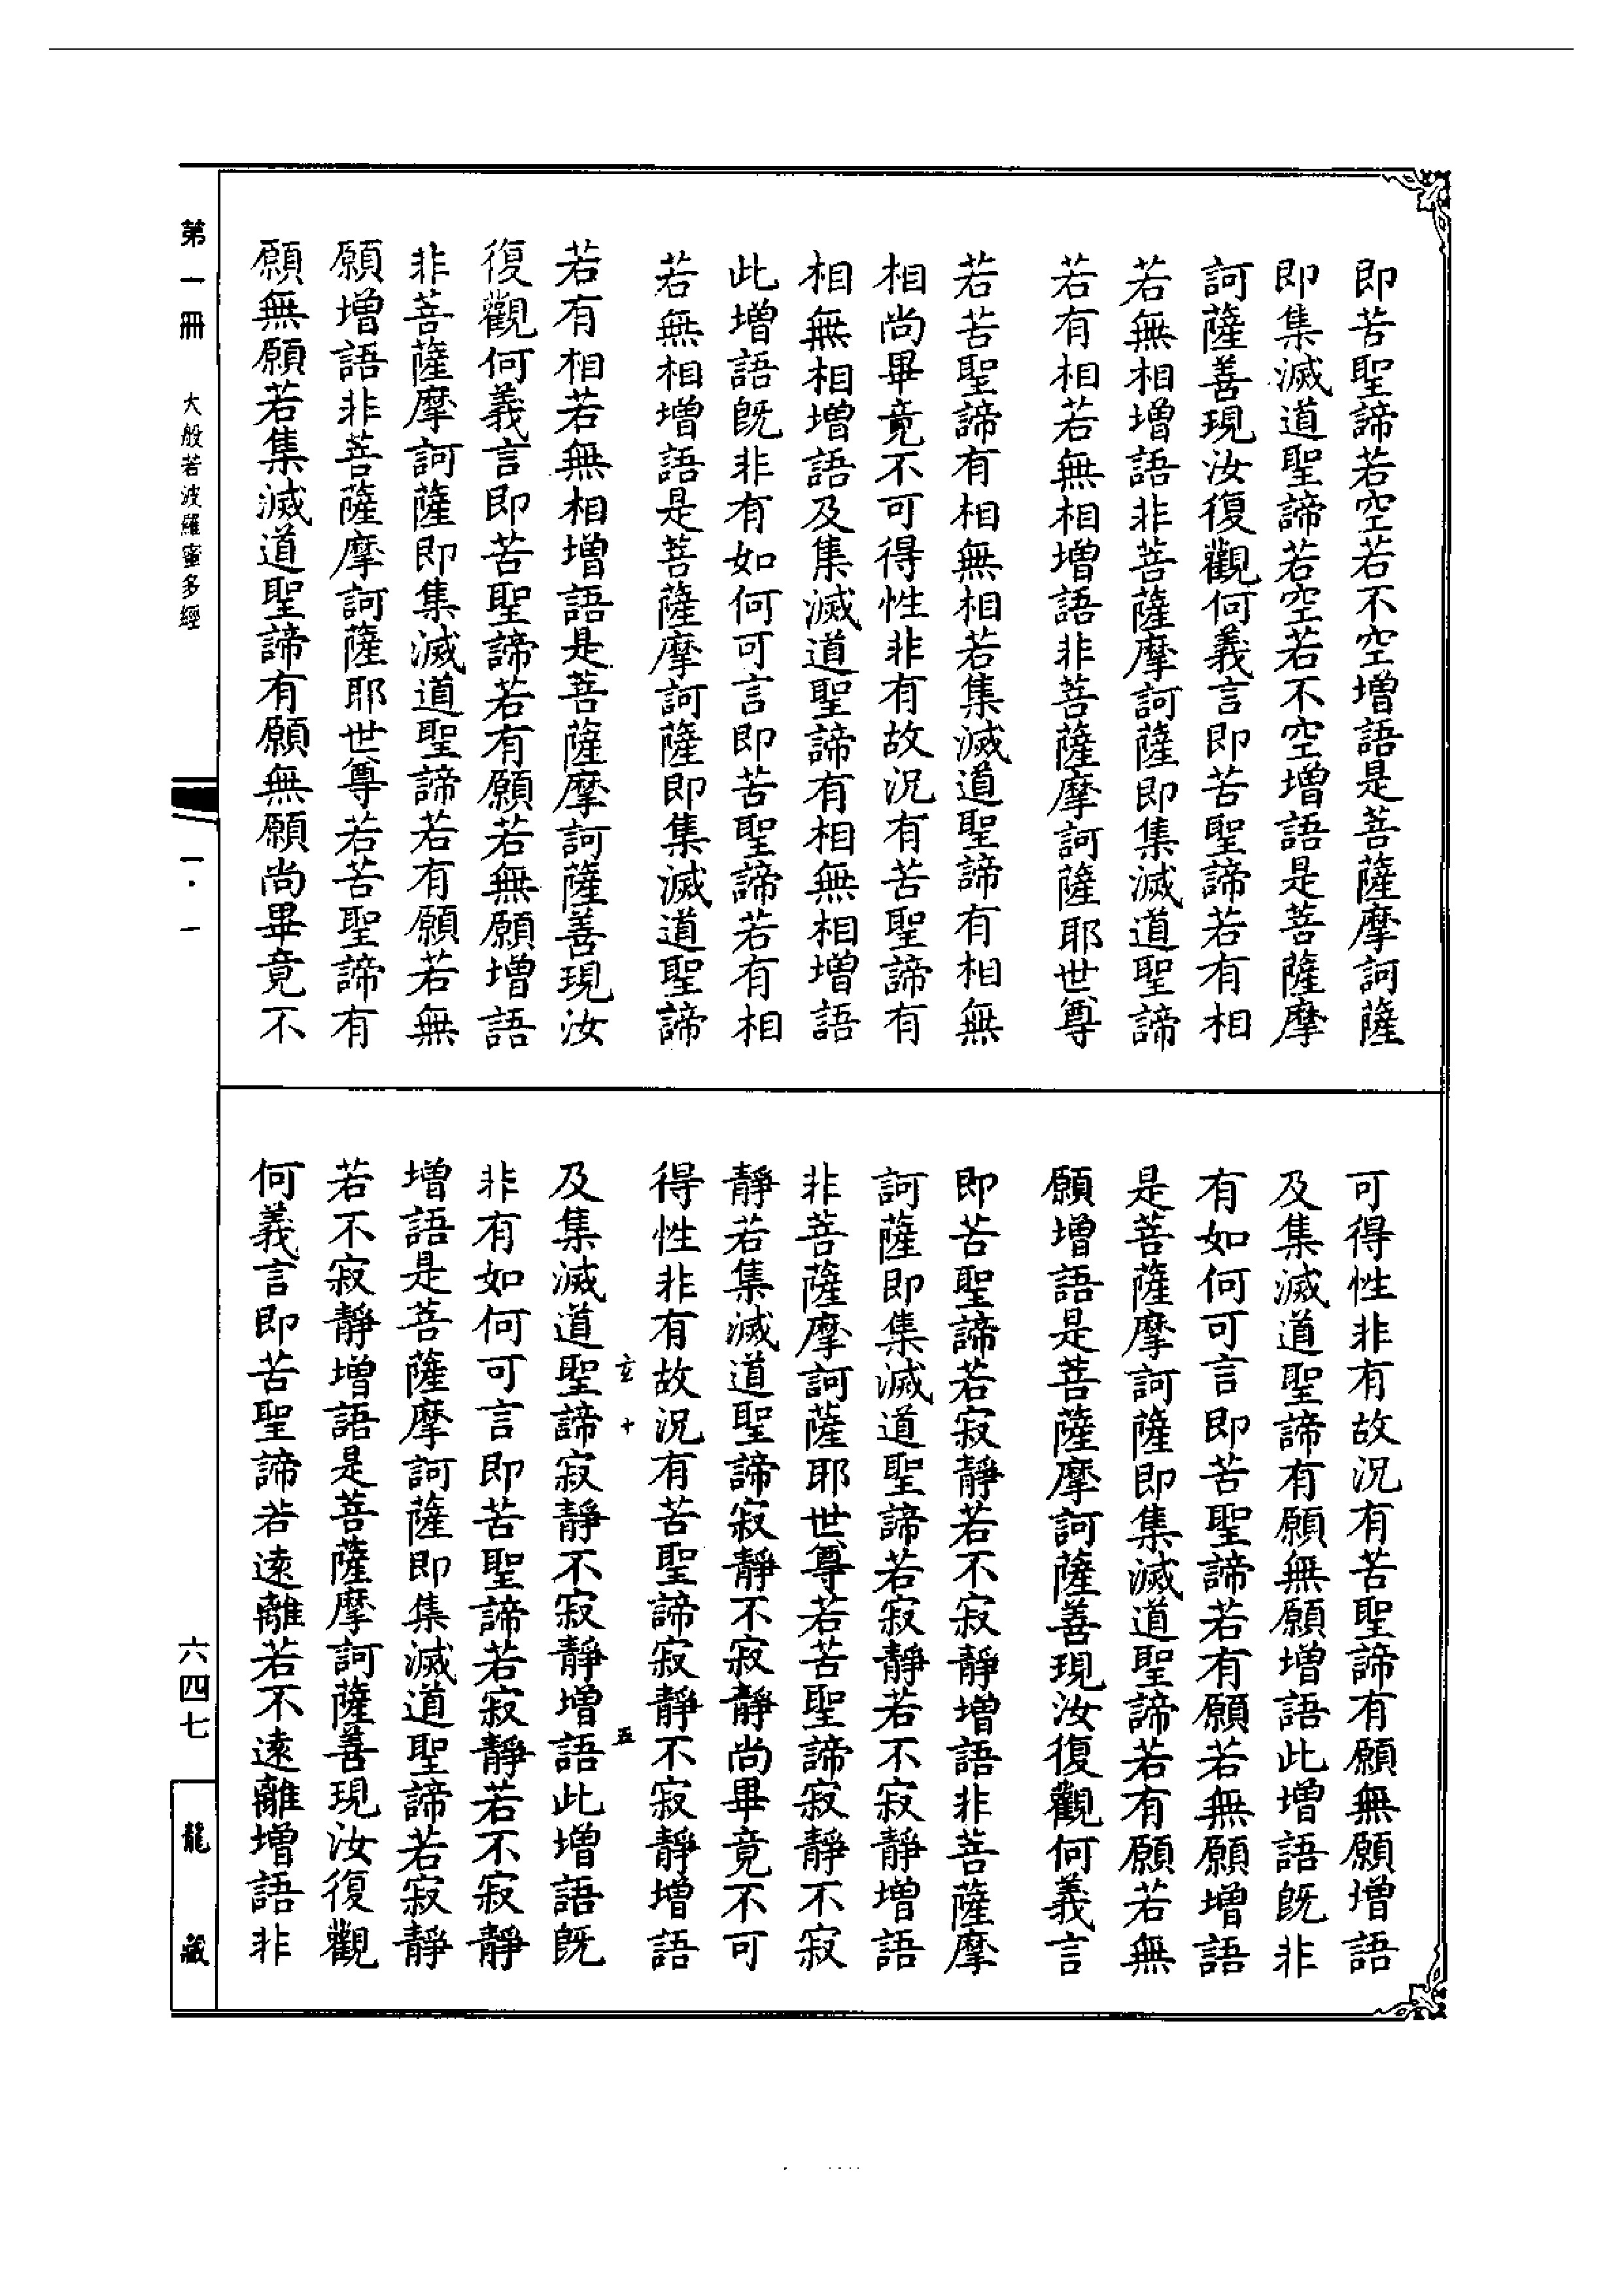 即苦聖諦若空若不空增語是菩薩摩訶薩
即集滅道聖諦若空若不空增語是菩薩摩
訶薩善現汝復觀何義言即苦聖諦若有相
若無相增語非菩薩摩訶薩即集滅道聖諦
若有相若無相增語非菩薩摩訶薩耶世尊
若苦聖諦有相無相若集滅道聖諦有相無
相尚畢竟不可得性非有故況有苦聖諦有
相無相增語及集滅道聖諦有相無相增語
此增語既非有如何可言即苦聖諦若有相
若無相增語是菩薩摩訶薩即集滅道聖諦
若有相若無相增語是菩薩摩訶薩善現汝
復觀何義言即苦聖諦若有願若無願增語
非菩薩摩訶薩即集滅道聖諦若有願若無
願增語非菩薩摩訶薩耶世尊若苦聖諦有
願無願若集滅道聖諦有願無願尚畢竟不
可得性非有故況有苦聖諦有願無願增語
及集滅道聖諦有願無願增語此增語既非
有如何可言即苦聖諦若有願若無願增語
是菩薩摩訶薩即集滅道聖諦若有願若無
願增語是菩薩摩訶薩善現汝復觀何義言
即苦聖諦若寂靜若不寂靜增語非菩薩摩
訶薩即集滅道聖諦若寂靜若不寂靜增語
非菩薩摩訶薩耶世尊若苦聖諦寂靜不寂
靜若集滅道聖諦寂靜不寂靜尚畢竟不可
得性非有故況有苦聖諦寂靜不寂靜增語
玄十 五
及集滅道聖諦寂靜不寂靜增語此增語既
非有如何可言即苦聖諦若寂靜若不寂靜
增語是菩薩摩訶薩即集滅道聖諦若寂靜
若不寂靜增語是菩薩摩訶薩善現汝復觀
何義言即苦聖諦若遠離若不遠離增語非
第一冊 大般若波羅蜜多經 一·一 六四七 龍藏